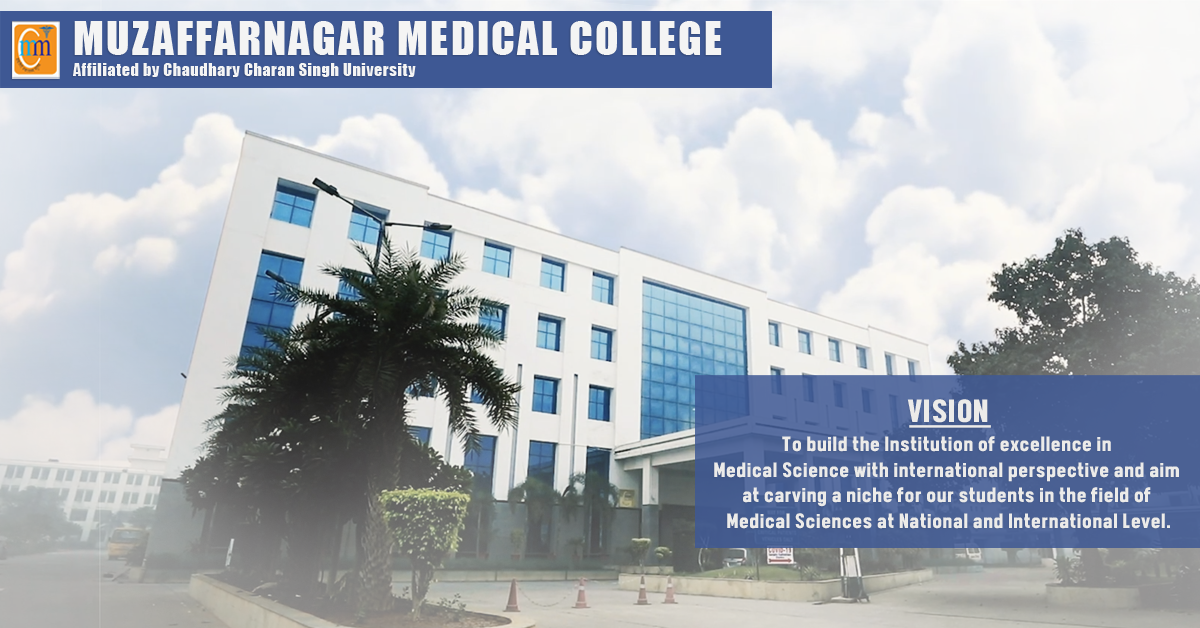 MUZAFFARNAGAR MEDICAL COLLEGE
Affiliated by Chaudhary Charan Singh University
VISION
To build the Institution of excellence in
Medical Science with international perspective and aim
at carving a niche for our students in the field of
Medical Sciences at National and International Level.
COVID-19